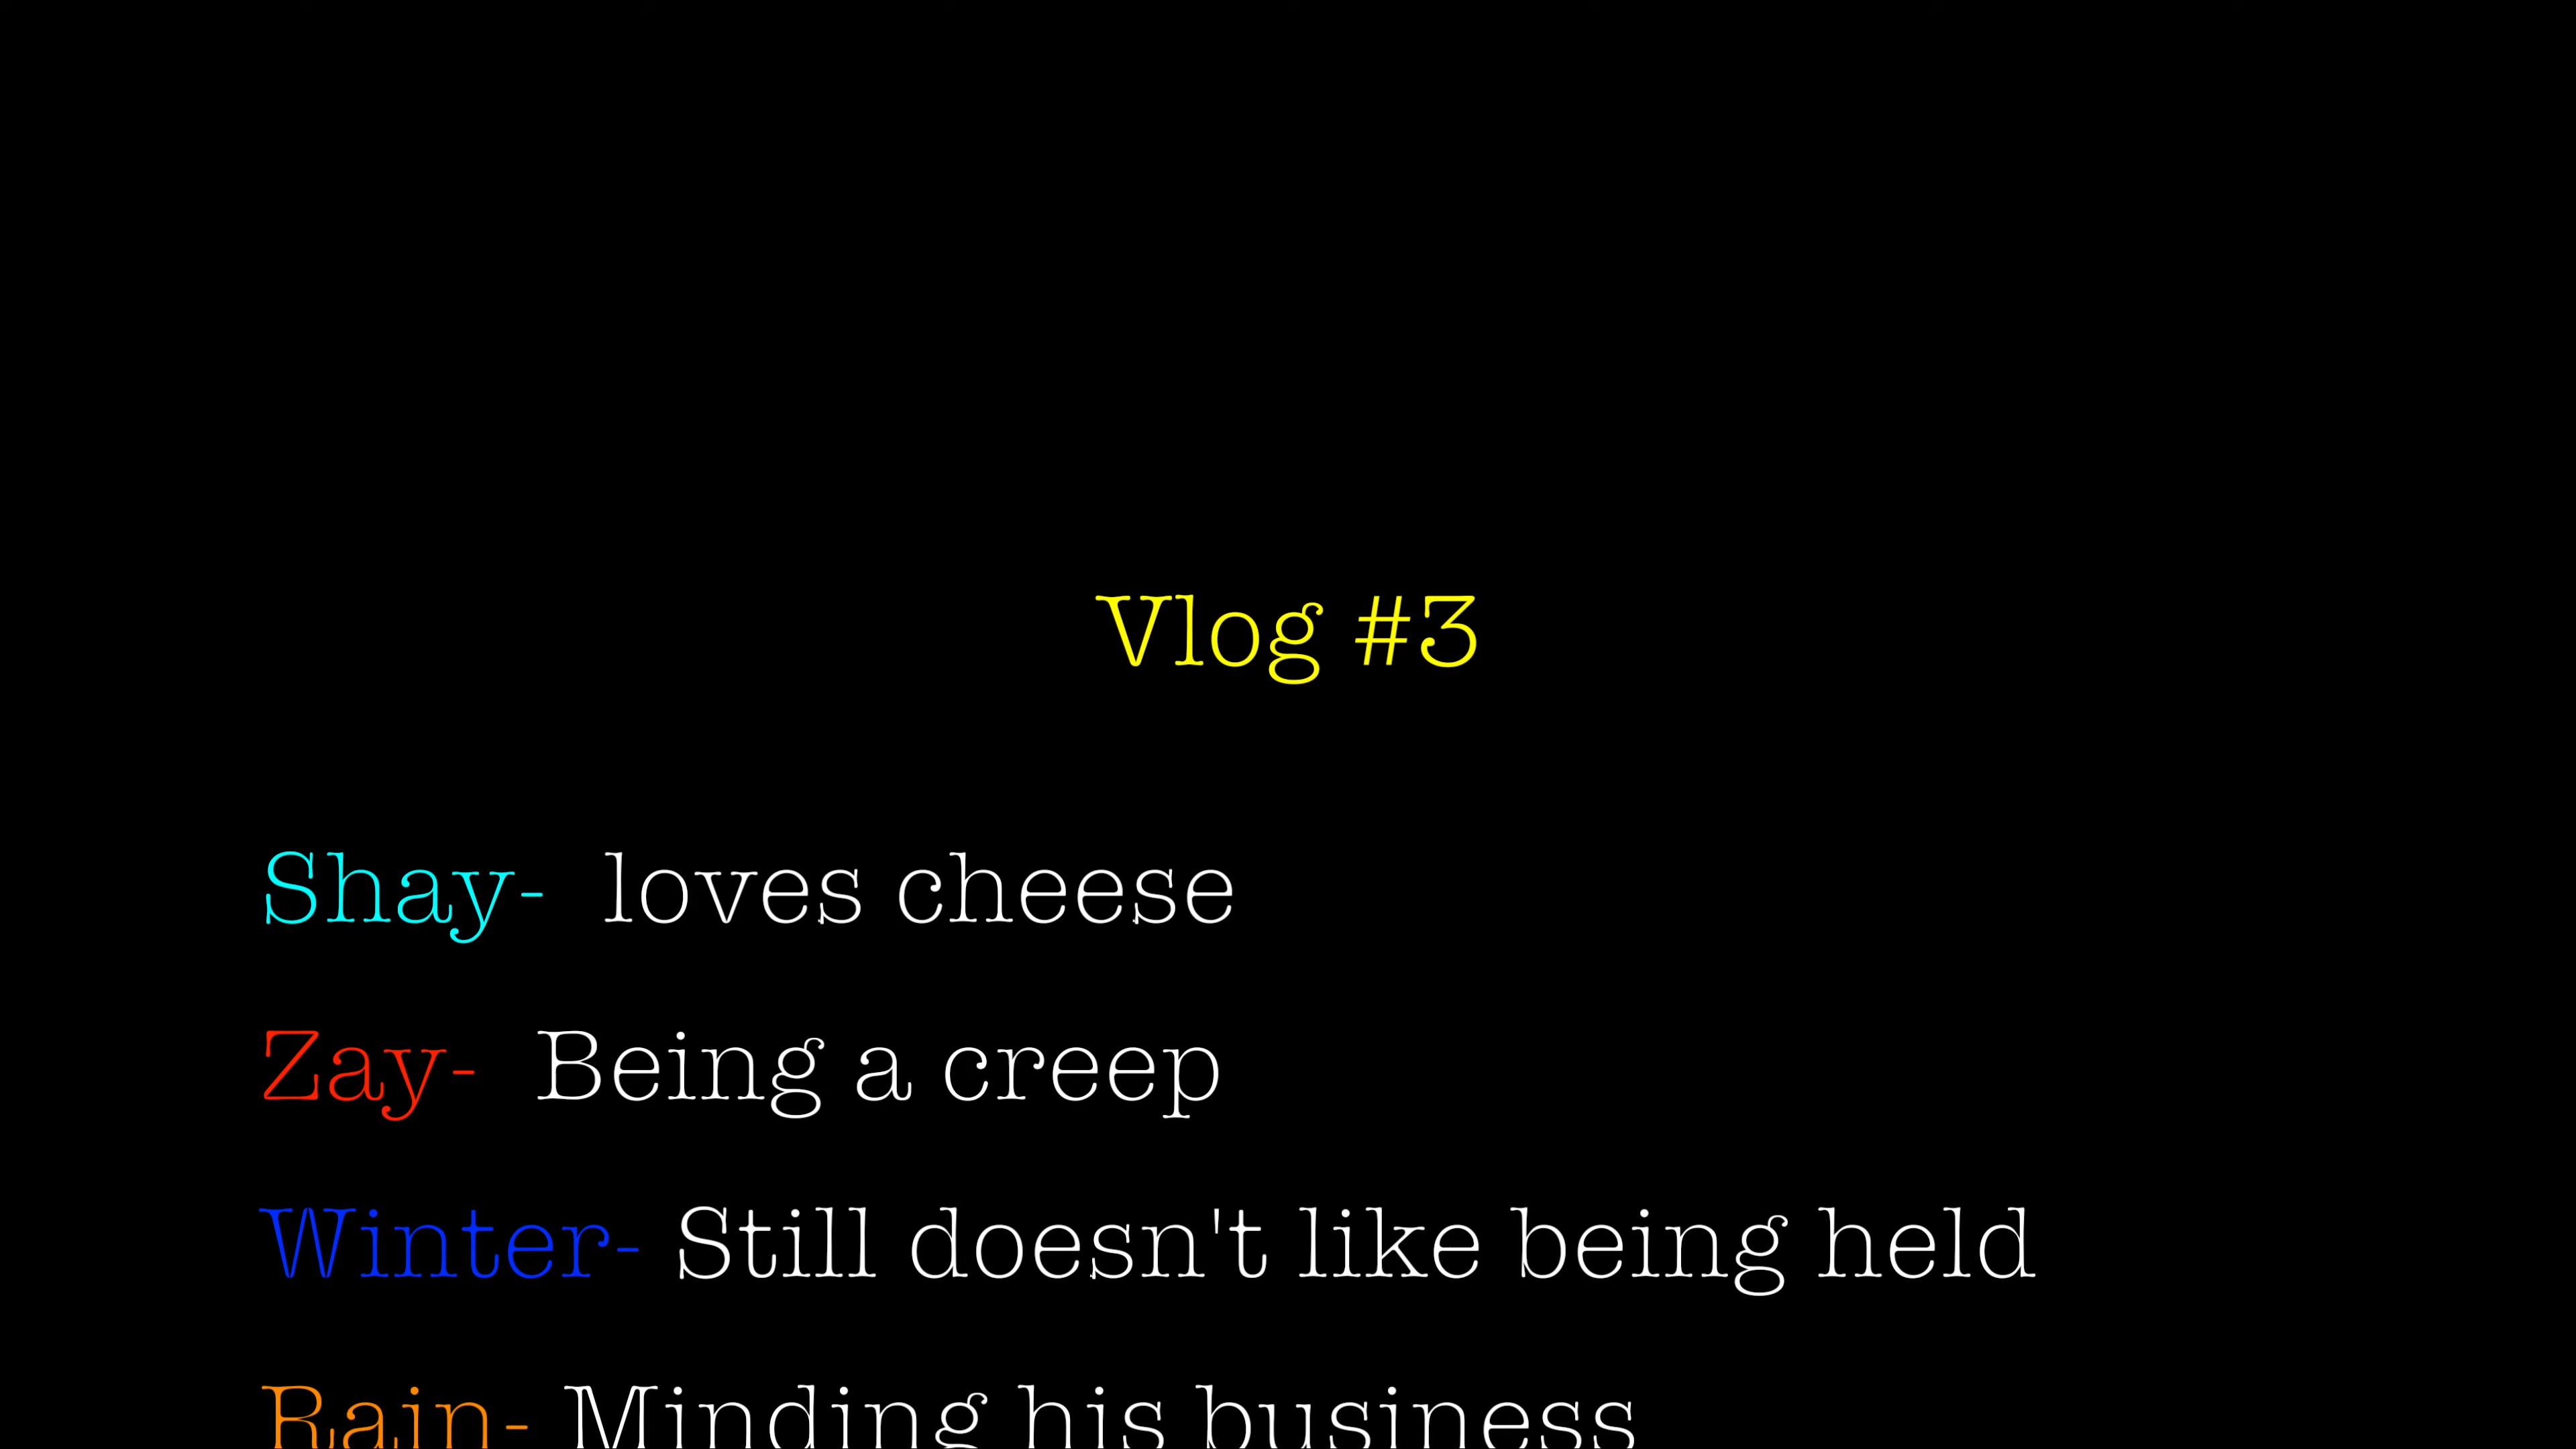 Vlog #3
Shay- loves cheese
Zay- Being a creep
Winter- Still doesn't like being held
Rain- Minding his business